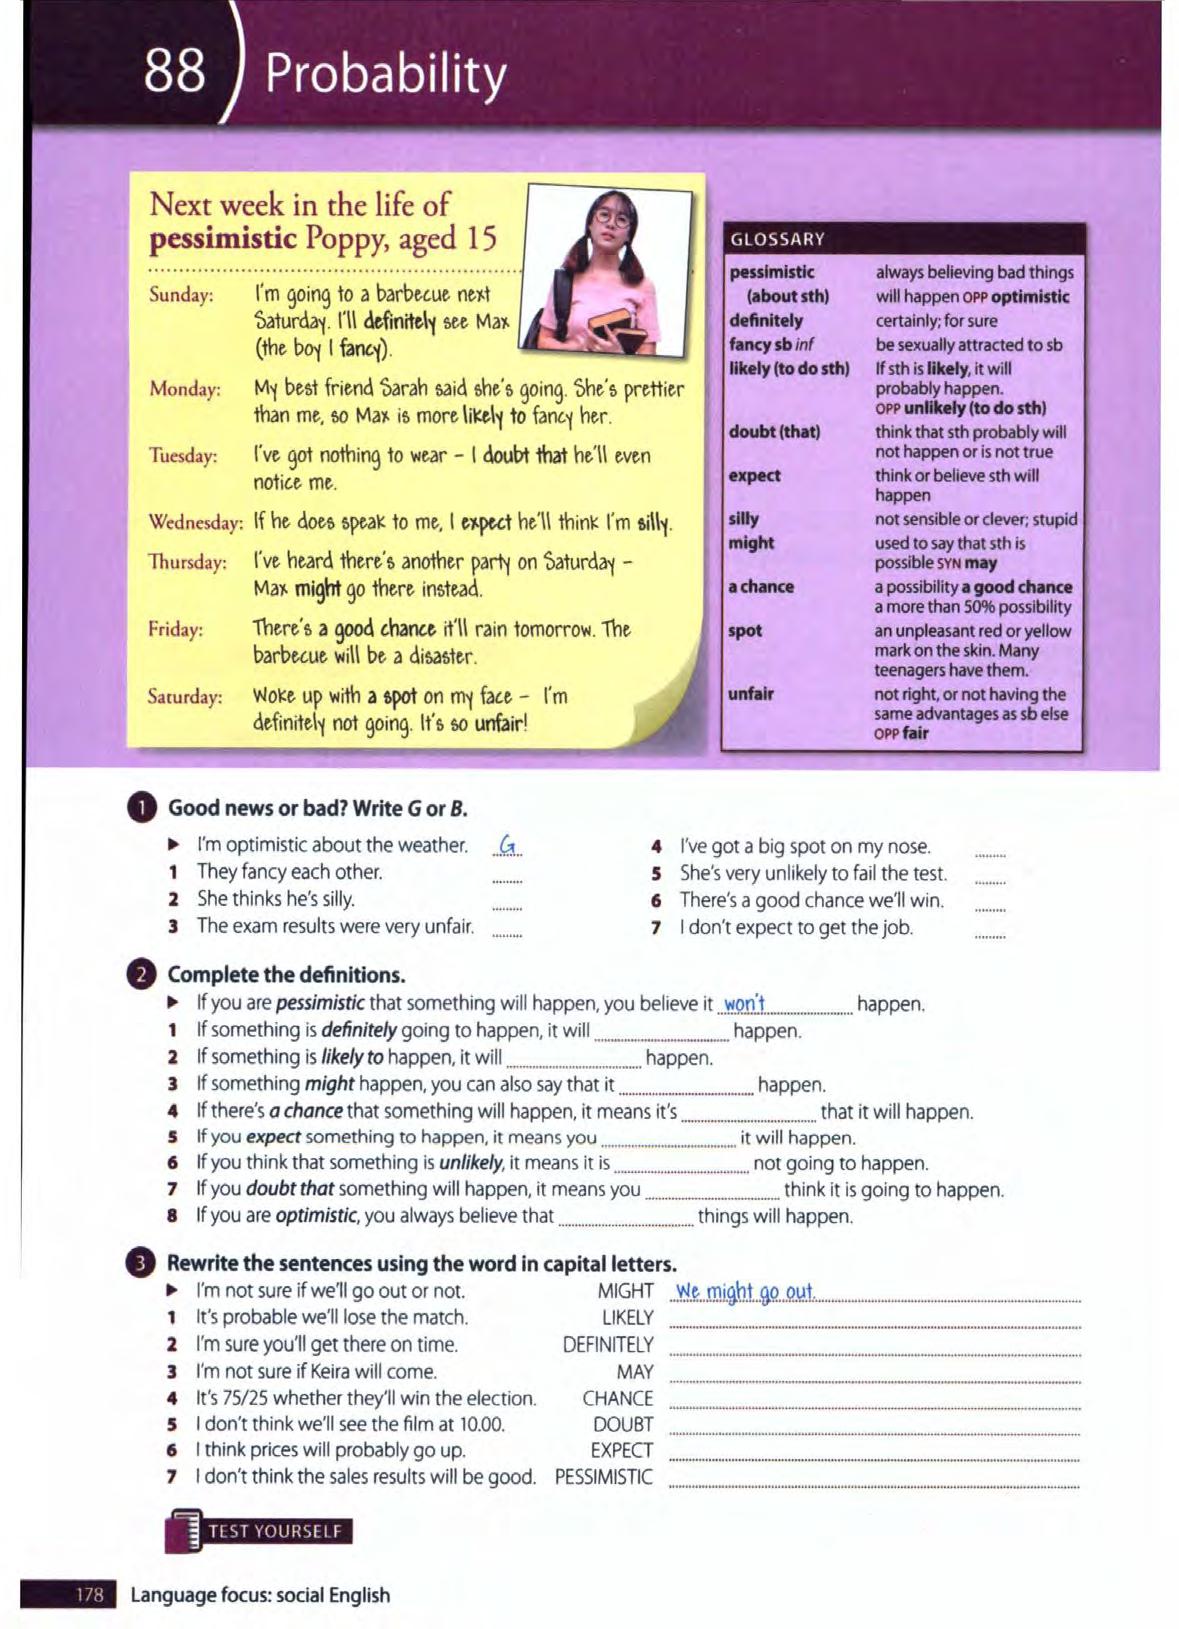 88 Probability
Next week in the life of
pessimistic Poppy, aged 15
Sunday: I'm going to a barbecue next
Saturday. I'll definitely see Max
(the boy I fancy).
Monday: My best friend Sarah said she's going. She's prettier
than me, so Max is more likely to fancy her.
Tuesday: I've got nothing to wear – I doubt that he'll even
notice me.
Wednesday: If he does speak to me, I expect he'll think I'm silly.
Thursday: I've heard there's another party on Saturday –
Max might go there instead.
Friday: There's a good chance it'll rain tomorrow. The
barbecue will be a disaster.
Saturday: Woke up with a spot on my face – I'm
definitely not going. It's so unfair!
GLOSSARY
pessimistic always believing bad things
(about sth) will happen OPP optimistic
definitely certainly; for sure
fancy sb inf be sexually attracted to sb
likely (to do sth) If sth is likely, it will
probably happen.
OPP unlikely (to do sth)
doubt (that) think that sth probably will
not happen or is not true
expect think or believe sth will
happen
silly not sensible or clever; stupid
might used to say that sth is
possible SYN may
a chance a possibility a good chance
a more than 50% possibility
spot an unpleasant red or yellow
mark on the skin. Many
teenagers have them.
unfair not right, or not having the
same advantages as sb else
OPP fair
1 Good news or bad? Write G or B.
► I'm optimistic about the weather. G
1 They fancy each other. ........
2 She thinks he's silly. ........
3 The exam results were very unfair. ........
4 I've got a big spot on my nose. ........
5 She's very unlikely to fail the test. ........
6 There's a good chance we'll win. ........
7 I don't expect to get the job. ........
2 Complete the definitions.
► If you are pessimistic that something will happen, you believe it won't happen.
1 If something is definitely going to happen, it will ........ happen.
2 If something is likely to happen, it will ........ happen.
3 If something might happen, you can also say that it ........ happen.
4 If there's a chance that something will happen, it means it's ........ that it will happen.
5 If you expect something to happen, it means you ........ it will happen.
6 If you think that something is unlikely, it means it is ........ not going to happen.
7 If you doubt that something will happen, it means you ........ think it is going to happen.
8 If you are optimistic, you always believe that ........ things will happen.
3 Rewrite the sentences using the word in capital letters.
► I'm not sure if we'll go out or not. MIGHT We might go out.
1 It's probable we'll lose the match. LIKELY ........
2 I'm sure you'll get there on time. DEFINITELY ........
3 I'm not sure if Keira will come. MAY ........
4 It's 75/25 whether they'll win the election. CHANCE ........
5 I don't think we'll see the film at 10.00. DOUBT ........
6 I think prices will probably go up. EXPECT ........
7 I don't think the sales results will be good. PESSIMISTIC ........
TEST YOURSELF
178 Language focus: social English